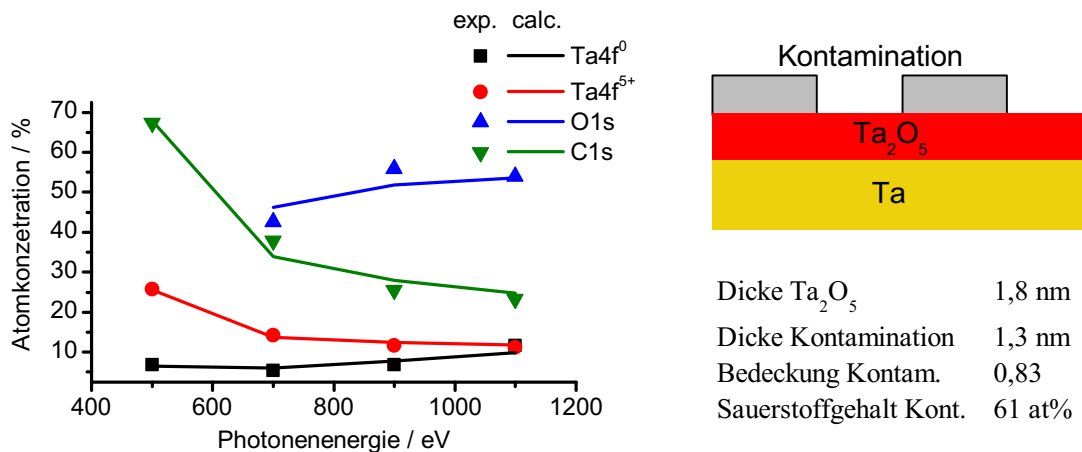 exp. calc.
Ta4f⁰
Ta4f⁵⁺
O1s
C1s
Atomkonzetration / %
70
60
50
40
30
20
10
400 600 800 1000 1200
Photonenenergie / eV
Kontamination
Ta₂O₅
Ta
Dicke Ta₂O₅ 1,8 nm
Dicke Kontamination 1,3 nm
Bedeckung Kontam. 0,83
Sauerstoffgehalt Kont. 61 at%